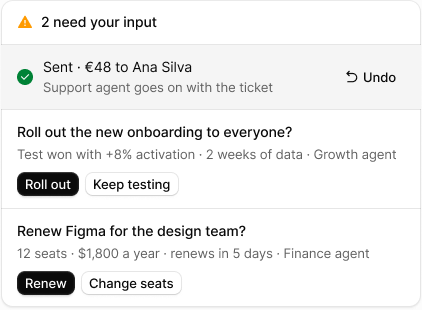 2 need your input
Sent · €48 to Ana Silva
Support agent goes on with the ticket
Undo
Roll out the new onboarding to everyone?
Test won with +8% activation · 2 weeks of data · Growth agent
Roll out
Keep testing
Renew Figma for the design team?
12 seats · $1,800 a year · renews in 5 days · Finance agent
Renew
Change seats